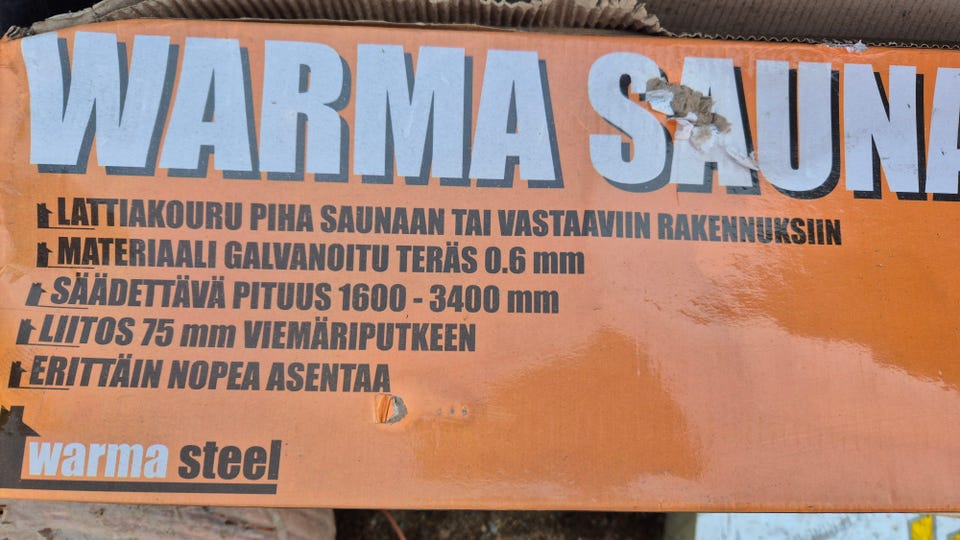 WARMA SAUNA
LATTIAKOURU PIHA SAUNAAN TAI VASTAAVIIN RAKENNUKSIIN
MATERIAALI GALVANOITU TERÄS 0.6 mm
SÄÄDETTÄVÄ PITUUS 1600 - 3400 mm
LIITOS 75 mm VIEMÄRIPUTKEEN
ERITTÄIN NOPEA ASENTAA
warma steel